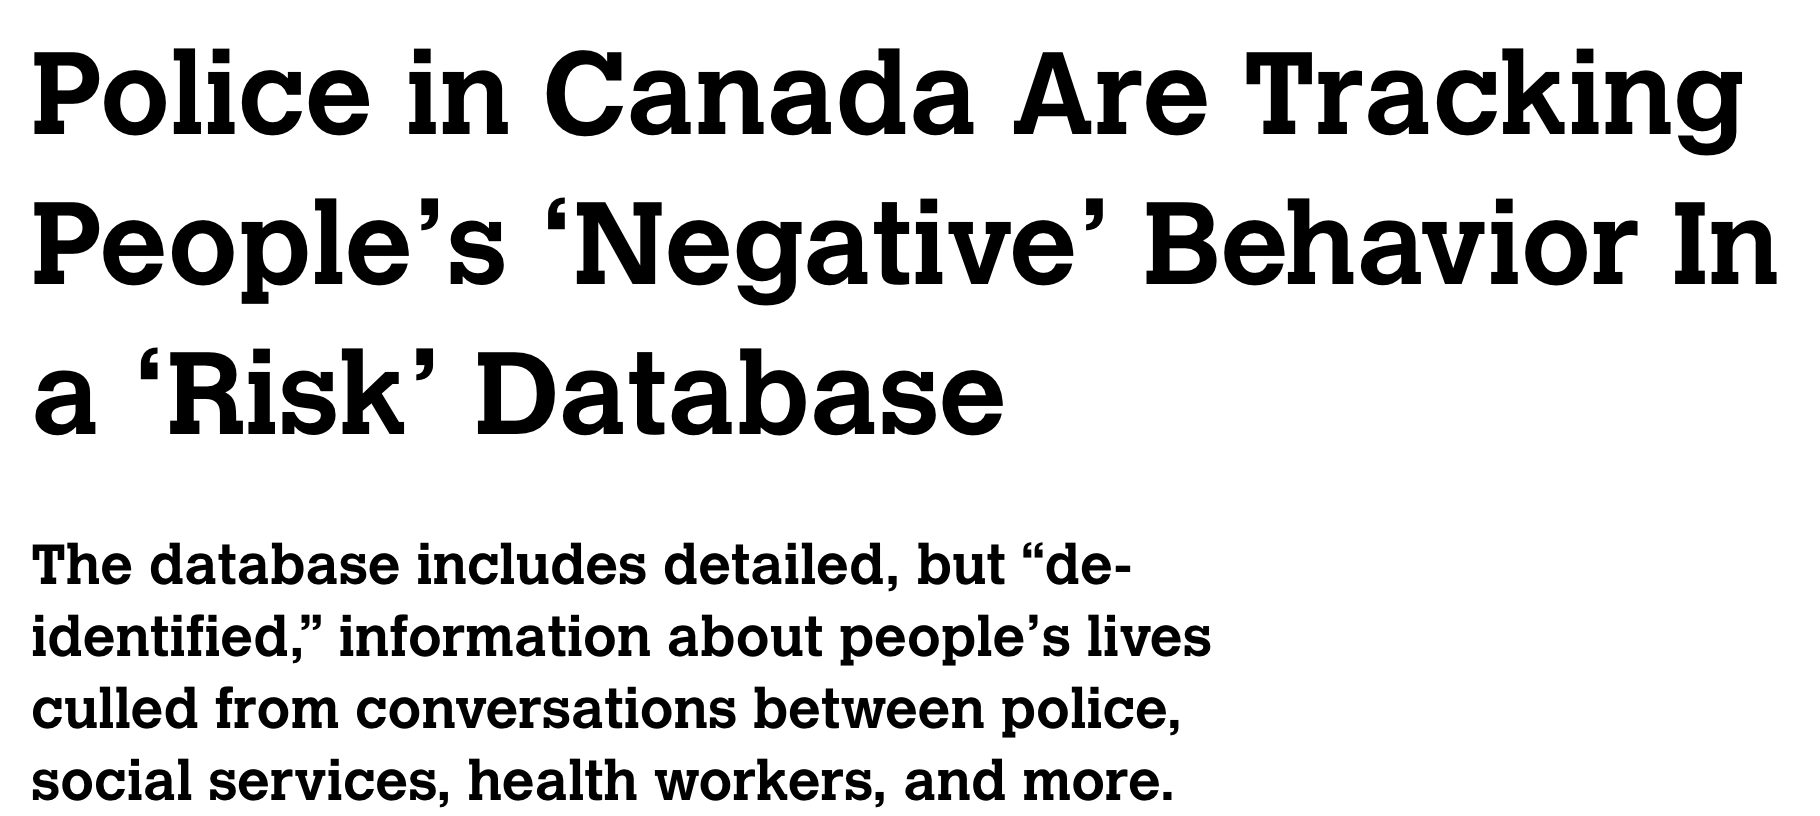 Police in Canada Are Tracking
People’s ‘Negative’ Behavior In
a ‘Risk’ Database
The database includes detailed, but “de-
identified,” information about people’s lives
culled from conversations between police,
social services, health workers, and more.